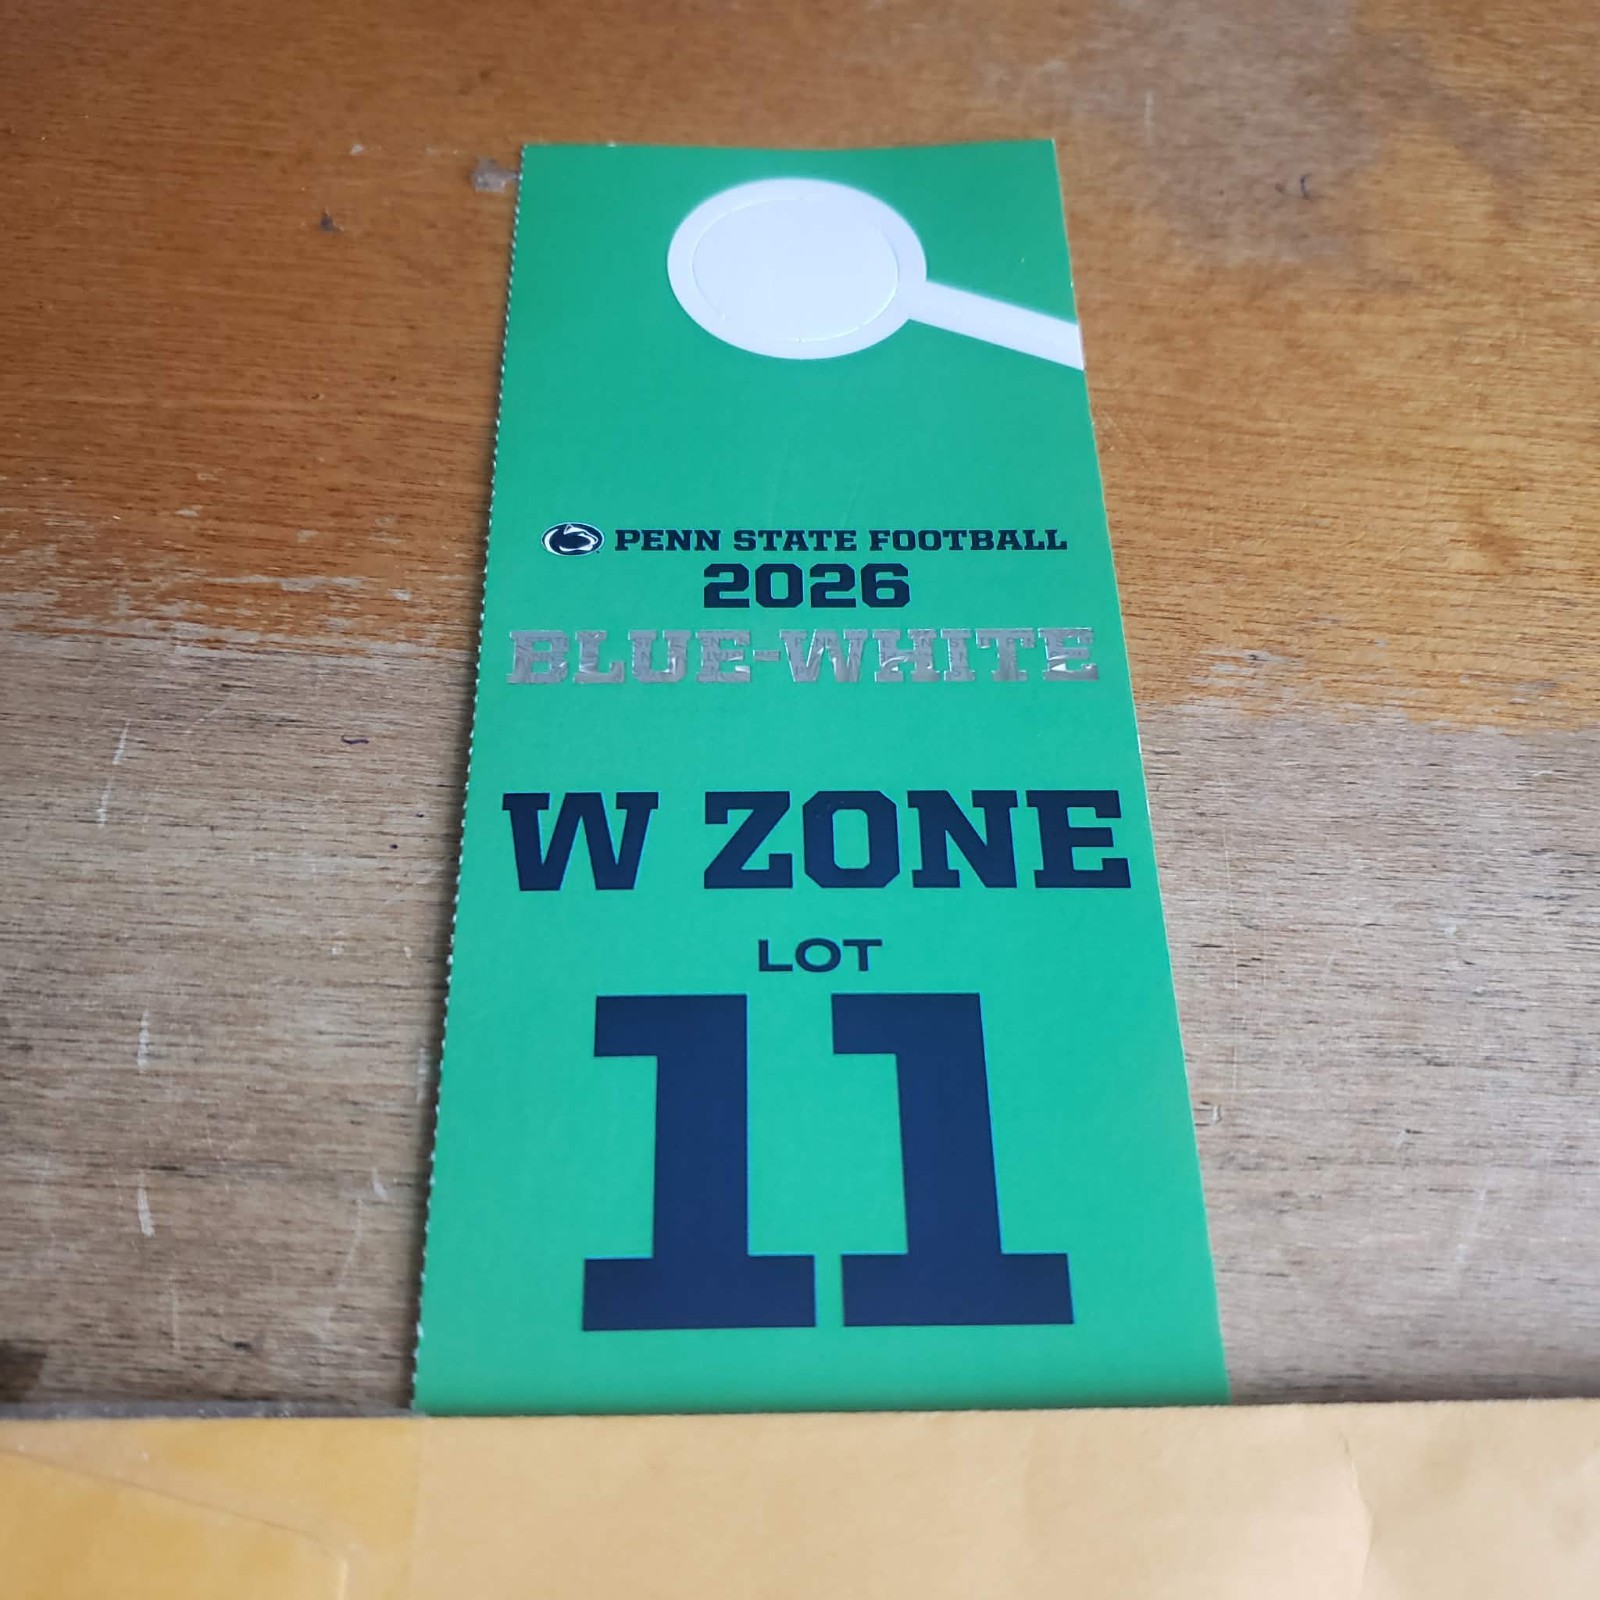 PENN STATE FOOTBALL
2026
BLUE-WHITE
W ZONE
LOT
11